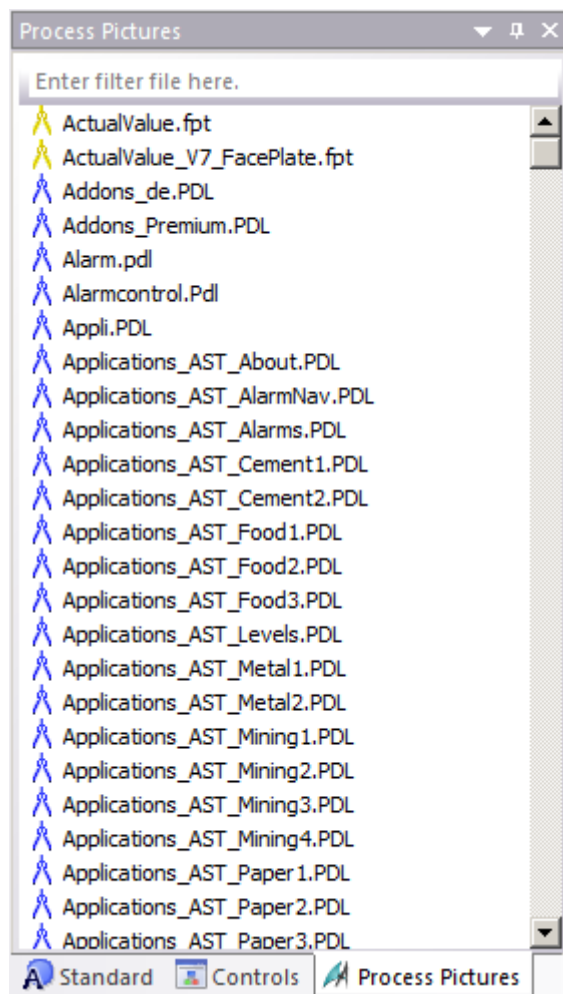 Process Pictures
Enter filter file here.
ActualValue.fpt
ActualValue_V7_FacePlate.fpt
Addons_de.PDL
Addons_Premium.PDL
Alarm.pdl
Alarmcontrol.Pdl
Appli.PDL
Applications_AST_About.PDL
Applications_AST_AlarmNav.PDL
Applications_AST_Alarms.PDL
Applications_AST_Cement1.PDL
Applications_AST_Cement2.PDL
Applications_AST_Food1.PDL
Applications_AST_Food2.PDL
Applications_AST_Food3.PDL
Applications_AST_Levels.PDL
Applications_AST_Metal1.PDL
Applications_AST_Metal2.PDL
Applications_AST_Mining1.PDL
Applications_AST_Mining2.PDL
Applications_AST_Mining3.PDL
Applications_AST_Mining4.PDL
Applications_AST_Paper1.PDL
Applications_AST_Paper2.PDL
Applications_AST_Paper3.PDL
Standard Controls Process Pictures